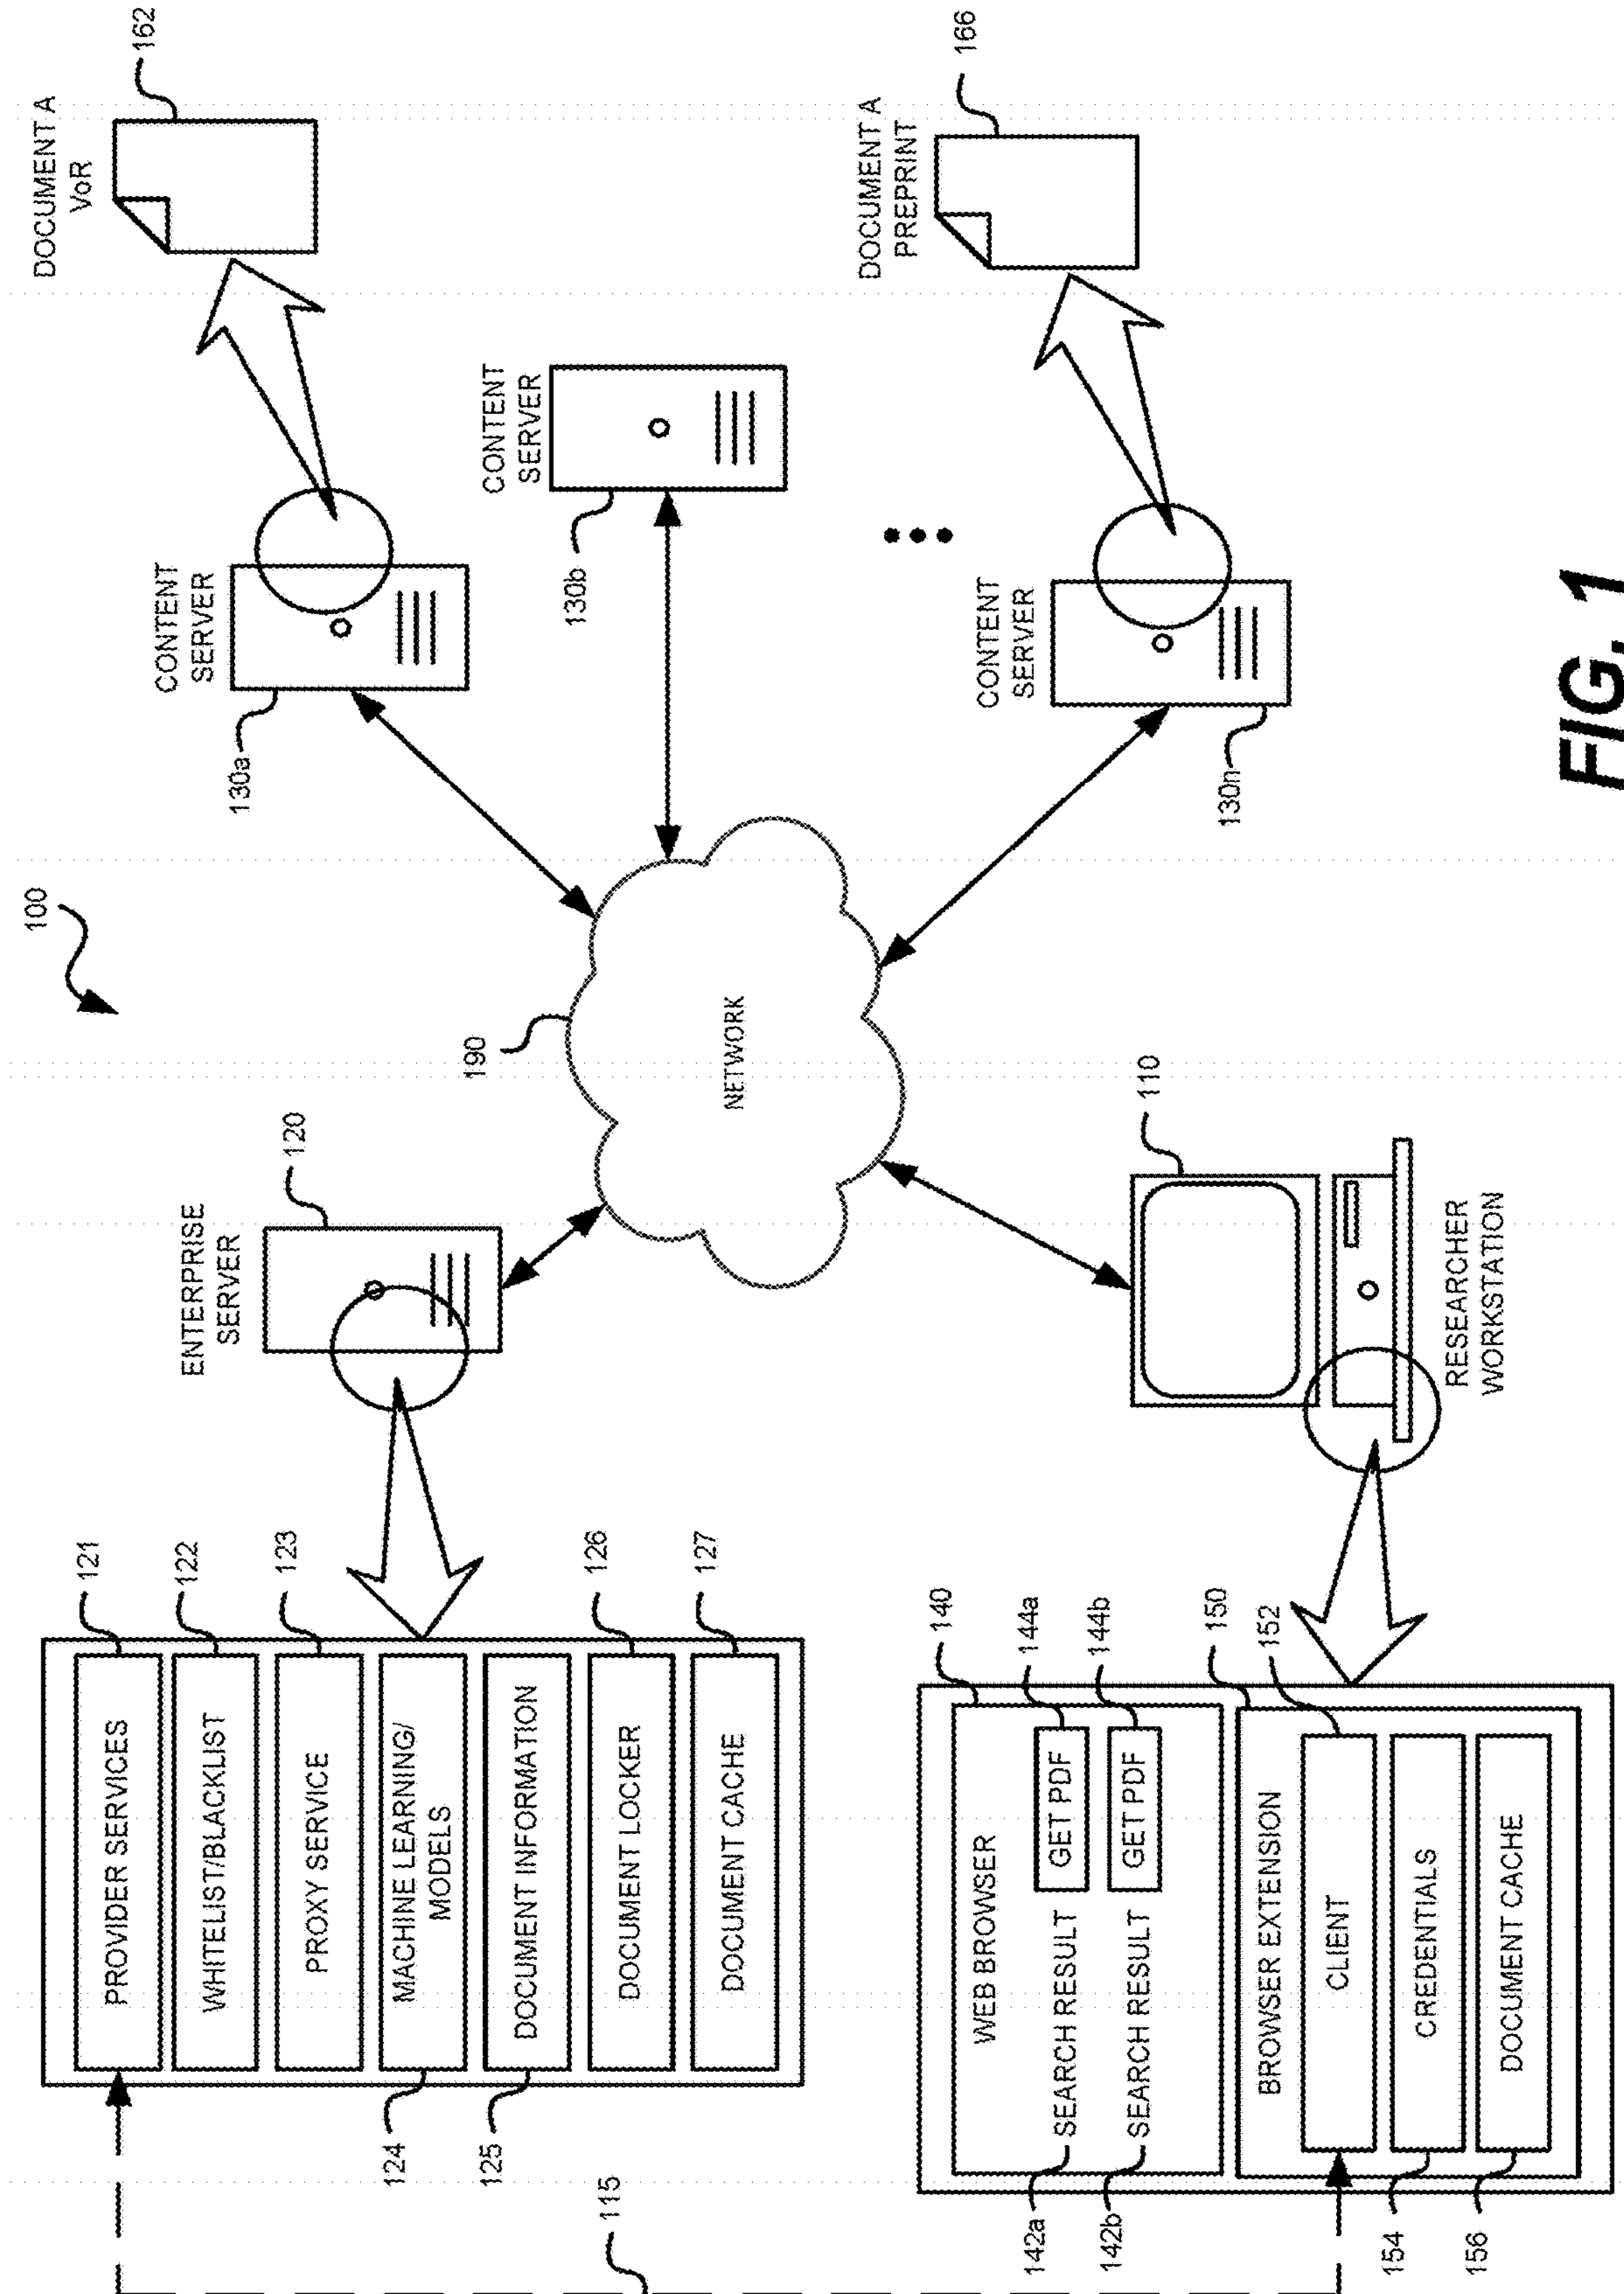 100
PROVIDER SERVICES
121
WHITELIST/BLACKLIST
122
PROXY SERVICE
123
MACHINE LEARNING/
MODELS
124
DOCUMENT INFORMATION
125
DOCUMENT LOCKER
126
DOCUMENT CACHE
127
115
ENTERPRISE
SERVER
120
190
NETWORK
CONTENT
SERVER
130a
DOCUMENT A
VoR
162
CONTENT
SERVER
130b
CONTENT
SERVER
130n
DOCUMENT A
PREPRINT
166
WEB BROWSER
140
142a
SEARCH RESULT
GET PDF
144a
142b
SEARCH RESULT
GET PDF
144b
BROWSER EXTENSION
150
CLIENT
152
CREDENTIALS
154
DOCUMENT CACHE
156
110
RESEARCHER
WORKSTATION
FIG. 1